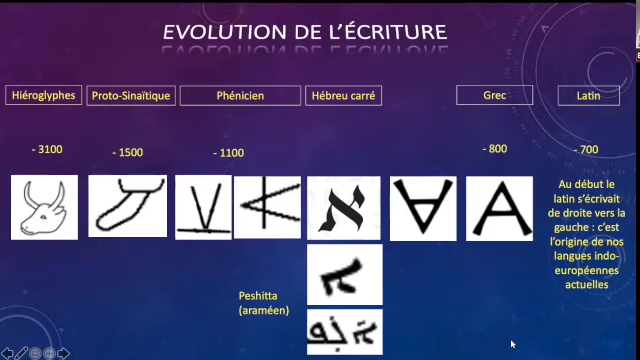 EVOLUTION DE L'ÉCRITURE
Hiéroglyphes
Proto-Sinaïtique
Phénicien
Hébreu carré
Grec
Latin
- 3100
- 1500
- 1100
- 800
- 700
א
∀
A
Au début le
latin s'écrivait
de droite vers la
gauche : c'est
l'origine de nos
langues indo-
européennes
actuelles
Peshitta
(araméen)